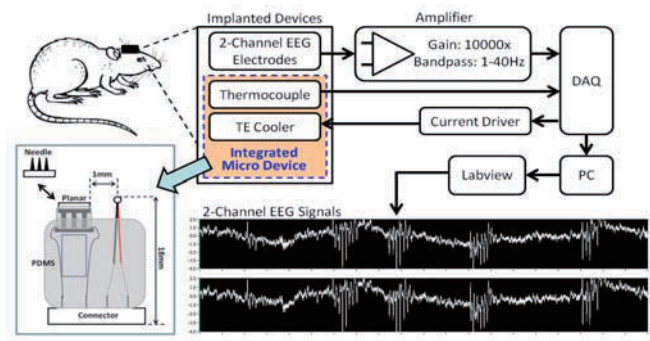 Implanted Devices
Amplifier
2-Channel EEG
Electrodes
Gain: 10000x
Bandpass: 1-40Hz
DAQ
Thermocouple
TE Cooler
Current Driver
Integrated
Micro Device
Labview
PC
Needle
1mm
Planar
PDMS
18mm
Connector
2-Channel EEG Signals